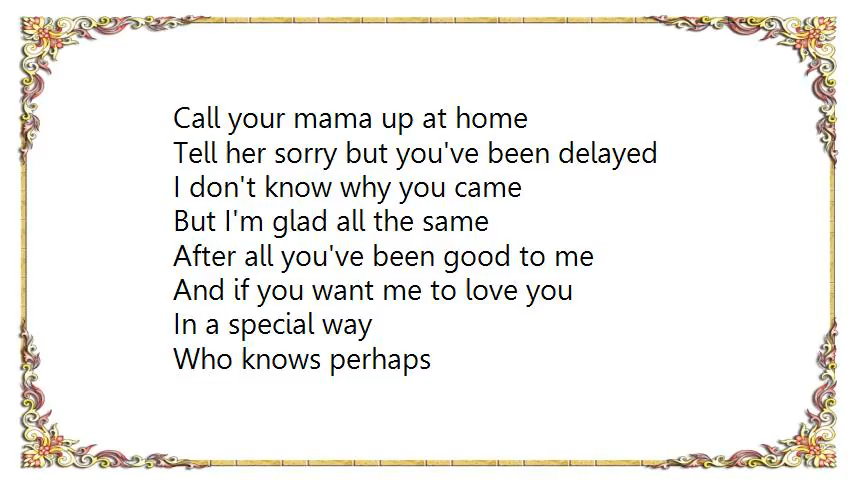 Call your mama up at home
Tell her sorry but you've been delayed
I don't know why you came
But I'm glad all the same
After all you've been good to me
And if you want me to love you
In a special way
Who knows perhaps